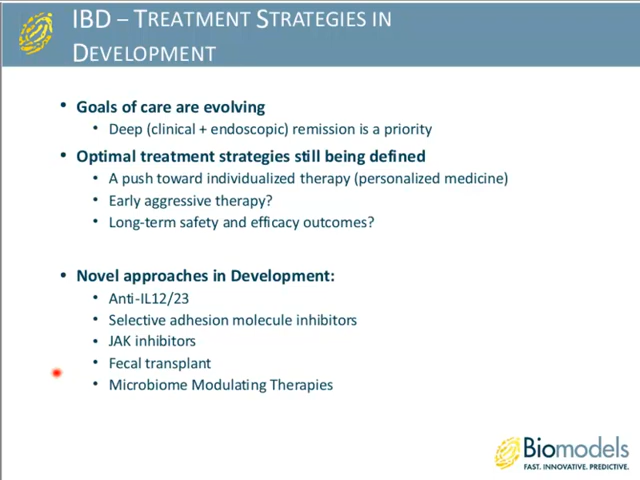 IBD – TREATMENT STRATEGIES IN
DEVELOPMENT
• Goals of care are evolving
• Deep (clinical + endoscopic) remission is a priority
• Optimal treatment strategies still being defined
• A push toward individualized therapy (personalized medicine)
• Early aggressive therapy?
• Long-term safety and efficacy outcomes?
• Novel approaches in Development:
• Anti-IL12/23
• Selective adhesion molecule inhibitors
• JAK inhibitors
• Fecal transplant
• Microbiome Modulating Therapies
Biomodels
FAST. INNOVATIVE. PREDICTIVE.